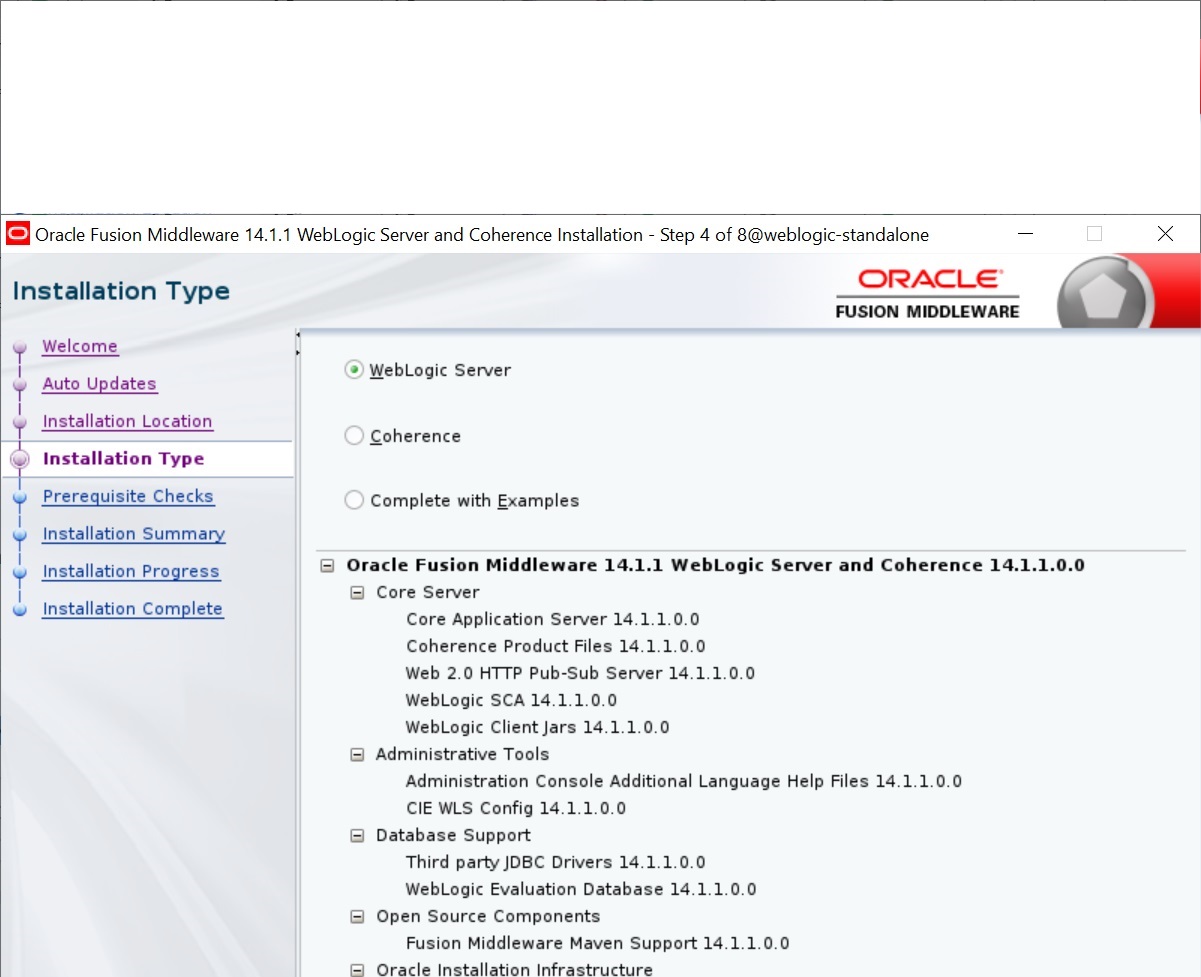 Oracle Fusion Middleware 14.1.1 WebLogic Server and Coherence Installation - Step 4 of 8@weblogic-standalone
Installation Type
ORACLE
FUSION MIDDLEWARE
Welcome
Auto Updates
Installation Location
Installation Type
Prerequisite Checks
Installation Summary
Installation Progress
Installation Complete
WebLogic Server
Coherence
Complete with Examples
Oracle Fusion Middleware 14.1.1 WebLogic Server and Coherence 14.1.1.0.0
Core Server
Core Application Server 14.1.1.0.0
Coherence Product Files 14.1.1.0.0
Web 2.0 HTTP Pub-Sub Server 14.1.1.0.0
WebLogic SCA 14.1.1.0.0
WebLogic Client Jars 14.1.1.0.0
Administrative Tools
Administration Console Additional Language Help Files 14.1.1.0.0
CIE WLS Config 14.1.1.0.0
Database Support
Third party JDBC Drivers 14.1.1.0.0
WebLogic Evaluation Database 14.1.1.0.0
Open Source Components
Fusion Middleware Maven Support 14.1.1.0.0
Oracle Installation Infrastructure